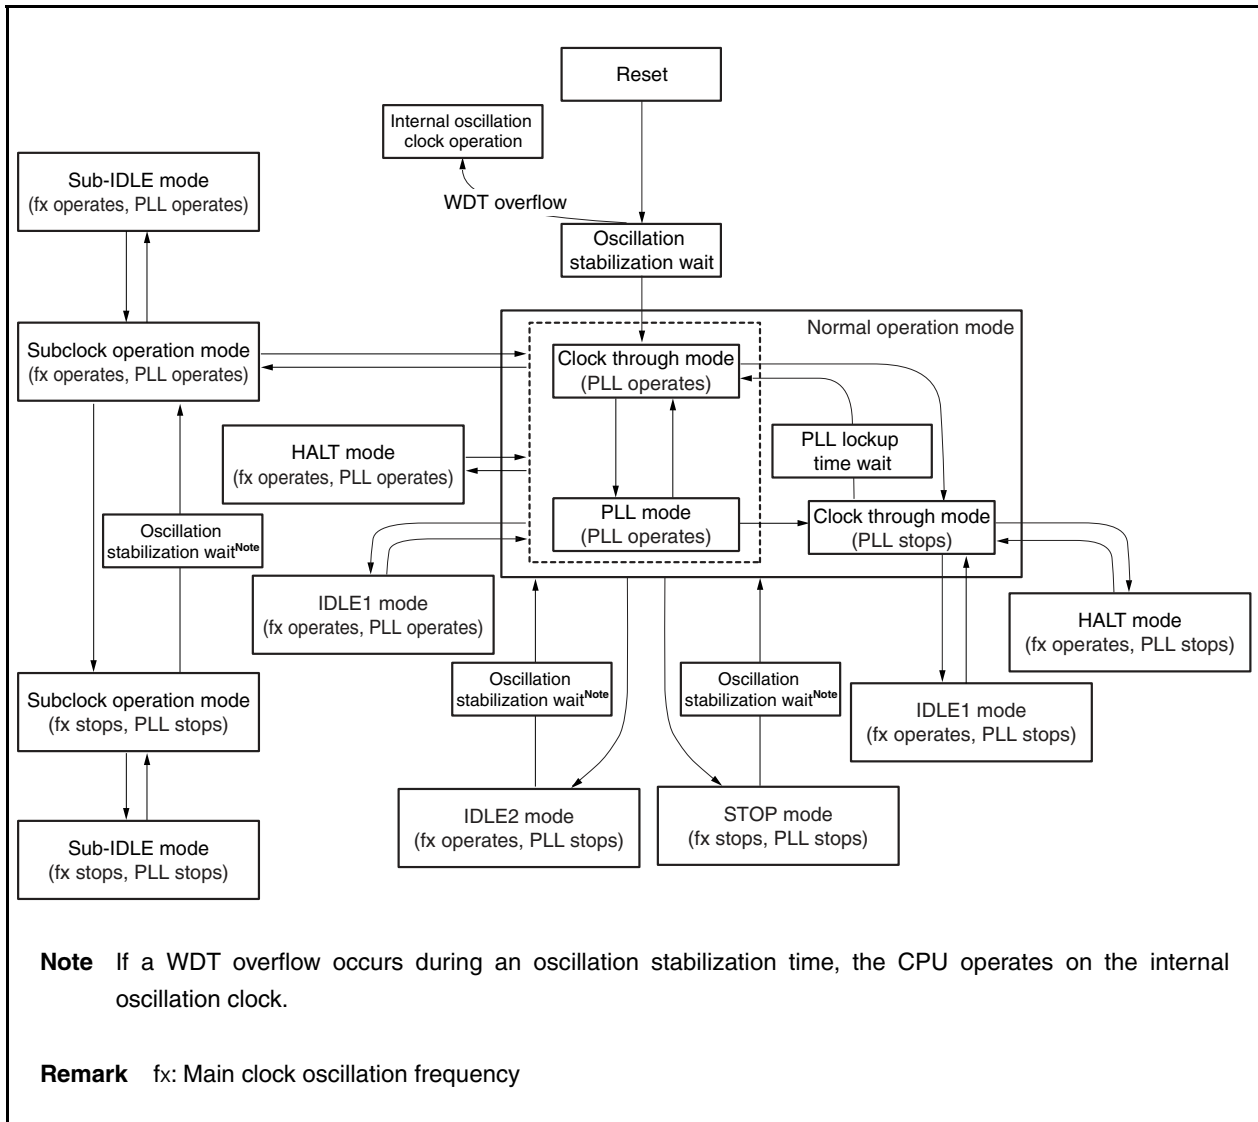 Reset
Internal oscillation
clock operation
WDT overflow
Sub-IDLE mode
(fx operates, PLL operates)
Oscillation
stabilization wait
Normal operation mode
Subclock operation mode
(fx operates, PLL operates)
Clock through mode
(PLL operates)
HALT mode
(fx operates, PLL operates)
PLL lockup
time wait
PLL mode
(PLL operates)
Clock through mode
(PLL stops)
Oscillation
stabilization waitNote
IDLE1 mode
(fx operates, PLL operates)
HALT mode
(fx operates, PLL stops)
Oscillation
stabilization waitNote
Oscillation
stabilization waitNote
Subclock operation mode
(fx stops, PLL stops)
IDLE1 mode
(fx operates, PLL stops)
IDLE2 mode
(fx operates, PLL stops)
STOP mode
(fx stops, PLL stops)
Sub-IDLE mode
(fx stops, PLL stops)
Note If a WDT overflow occurs during an oscillation stabilization time, the CPU operates on the internal
oscillation clock.
Remark fx: Main clock oscillation frequency